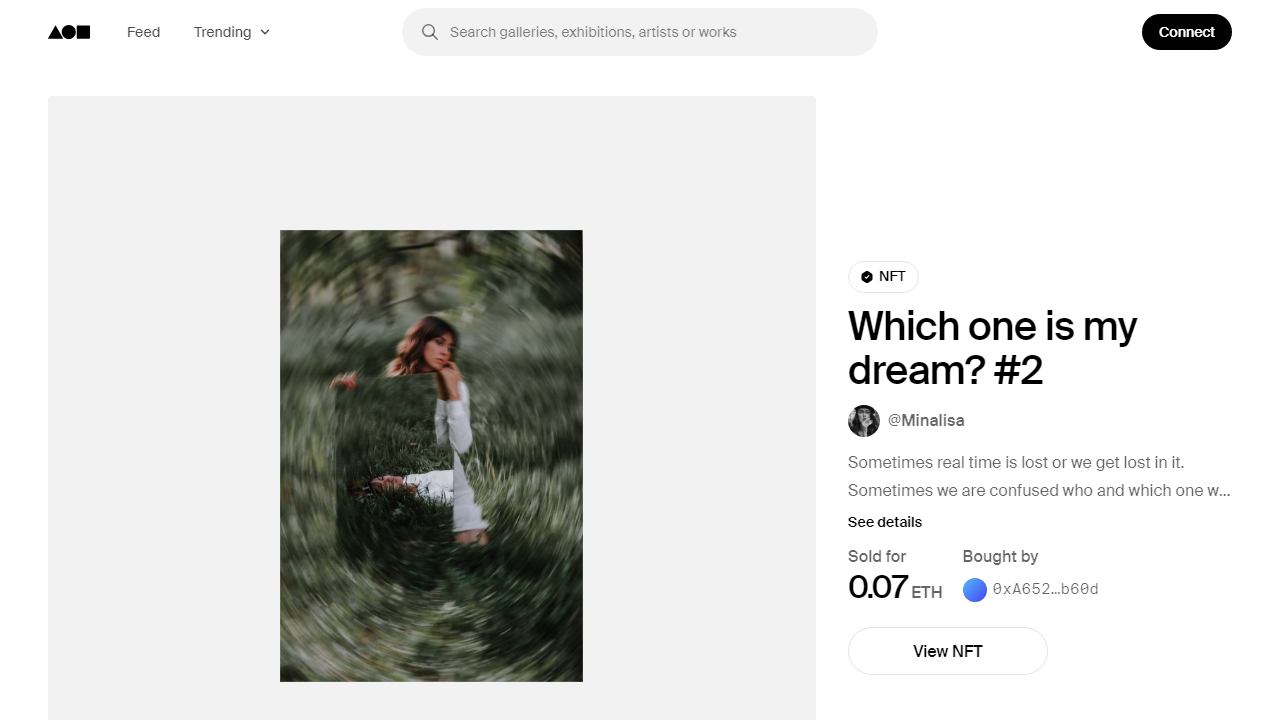 Feed
Trending
Search galleries, exhibitions, artists or works
Connect
NFT
Which one is my
dream? #2
@Minalisa
Sometimes real time is lost or we get lost in it.
Sometimes we are confused who and which one w…
See details
Sold for
0.07 ETH
Bought by
0xA652…b60d
View NFT